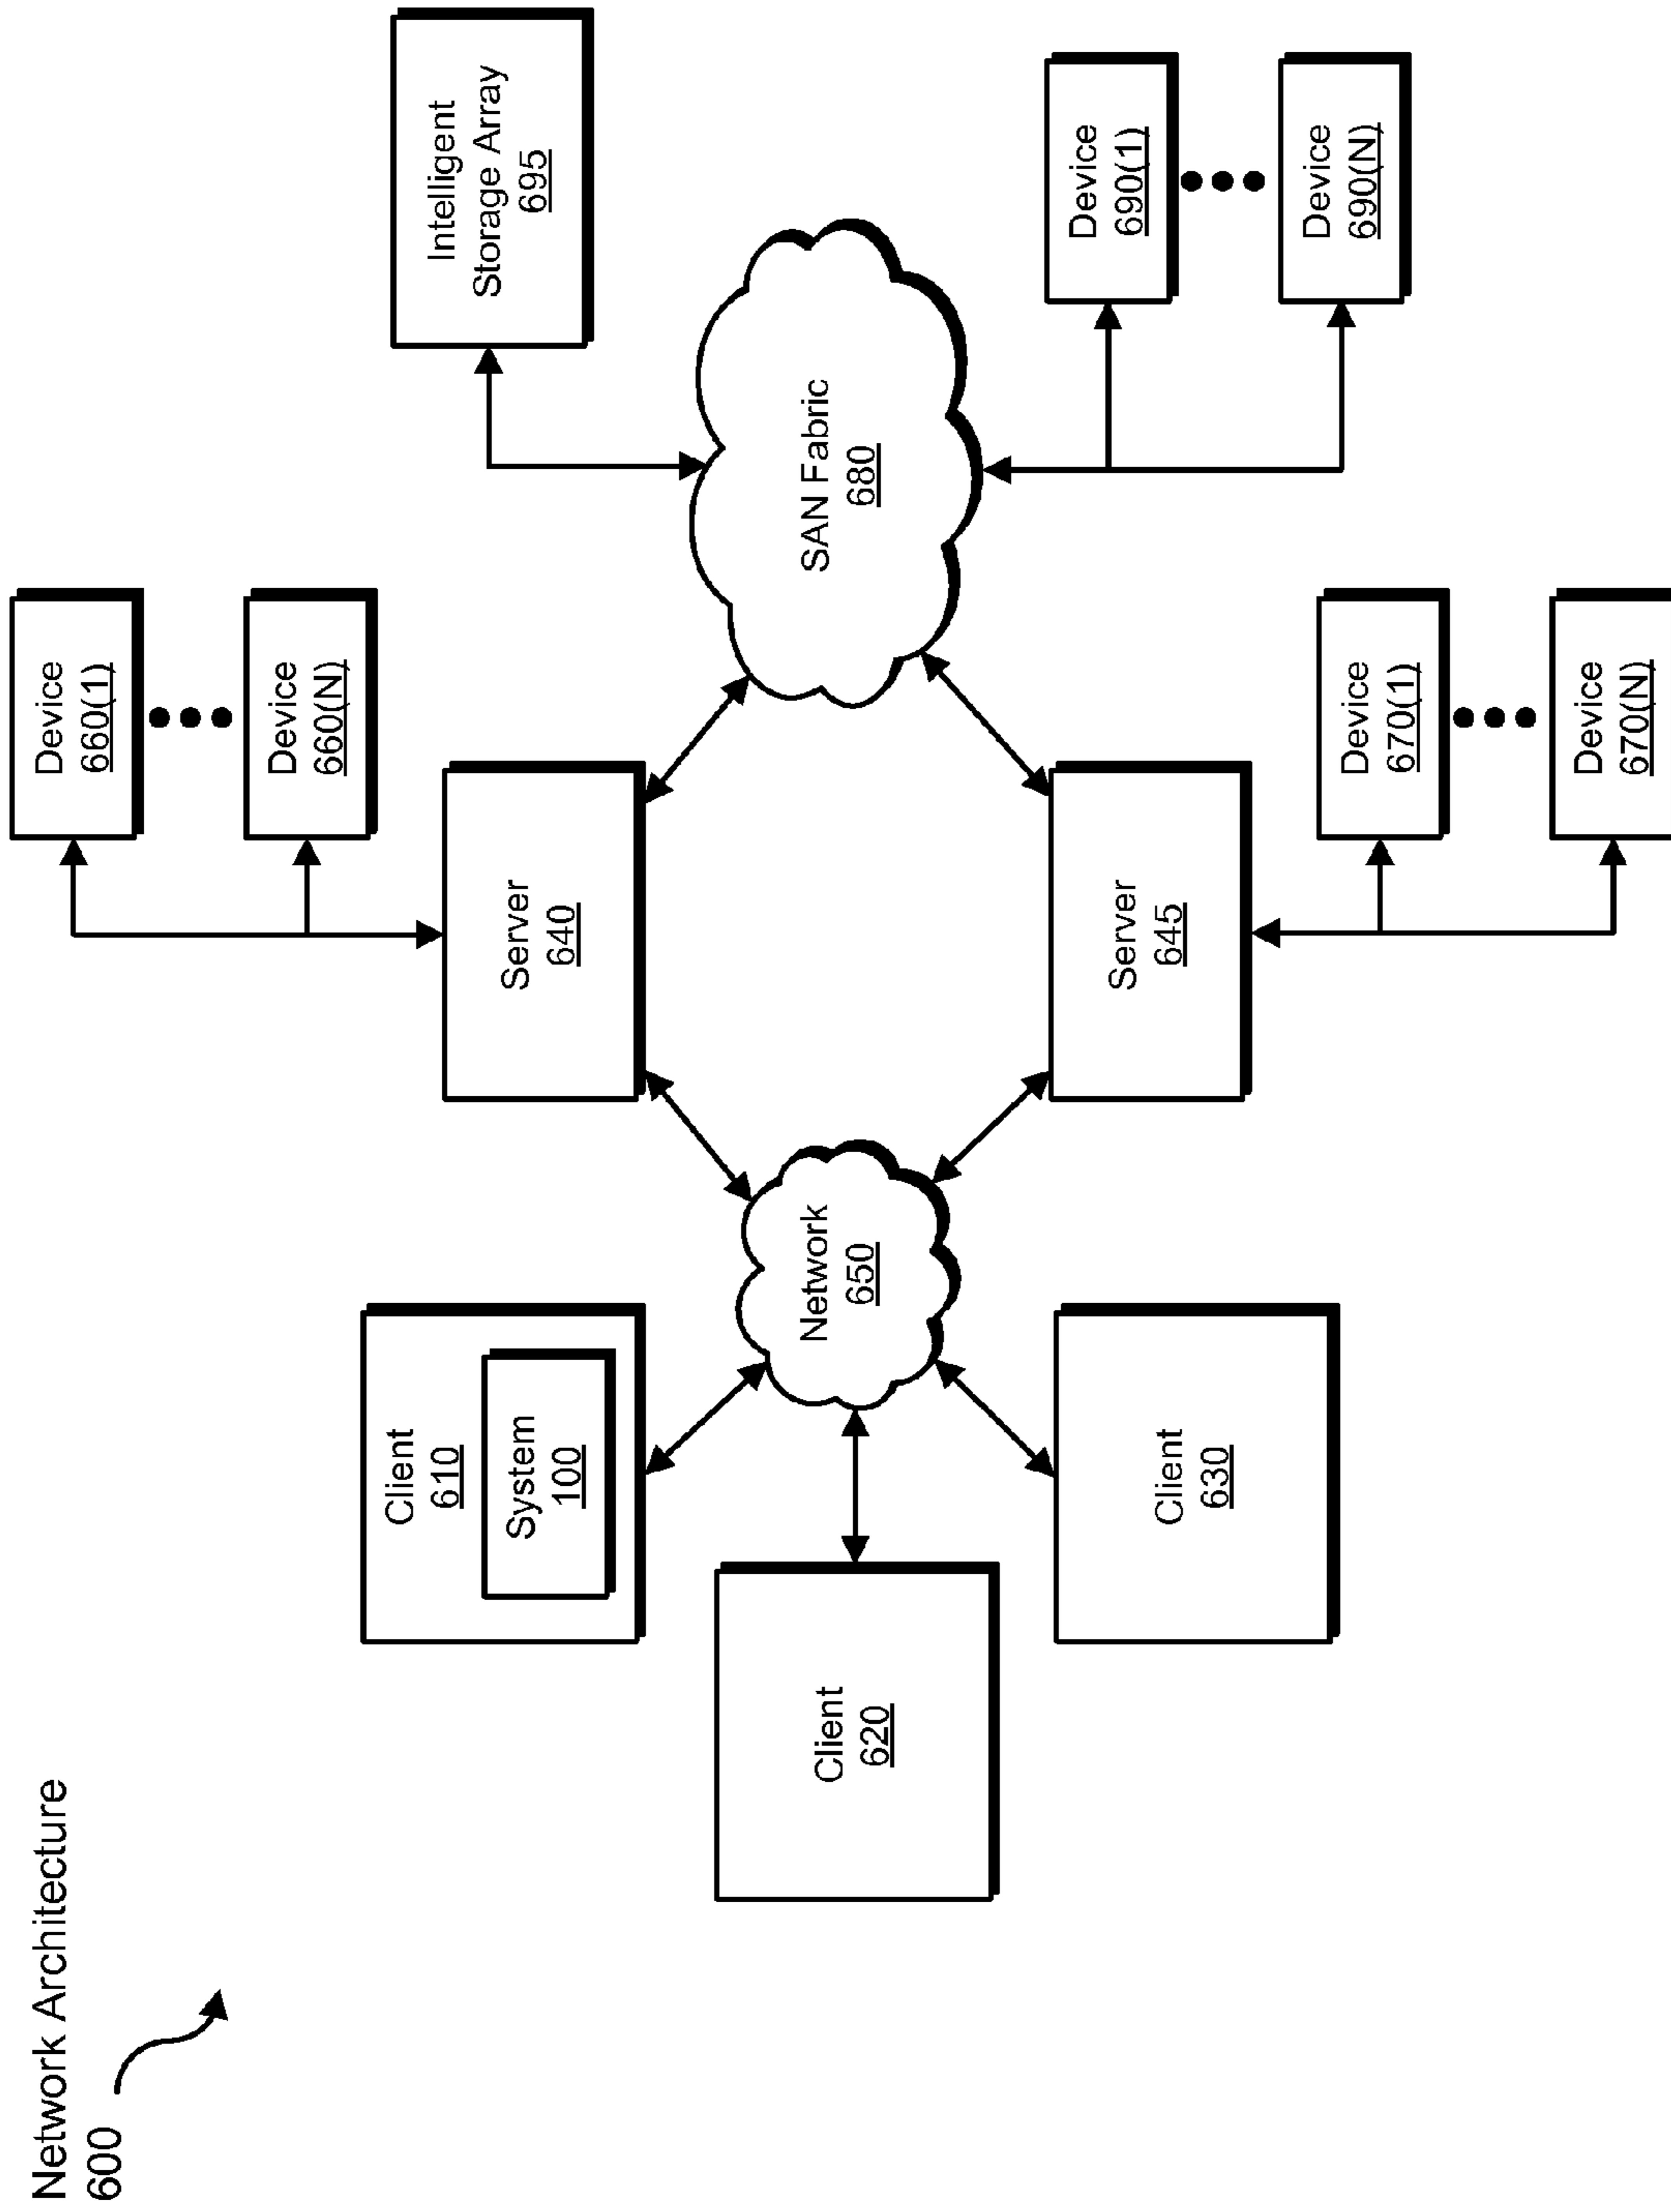 Network Architecture
600
Client
610
System
100
Client
620
Client
630
Network
650
Server
640
Server
645
Device
660(1)
Device
660(N)
Device
670(1)
Device
670(N)
SAN Fabric
680
Intelligent
Storage Array
695
Device
690(1)
Device
690(N)